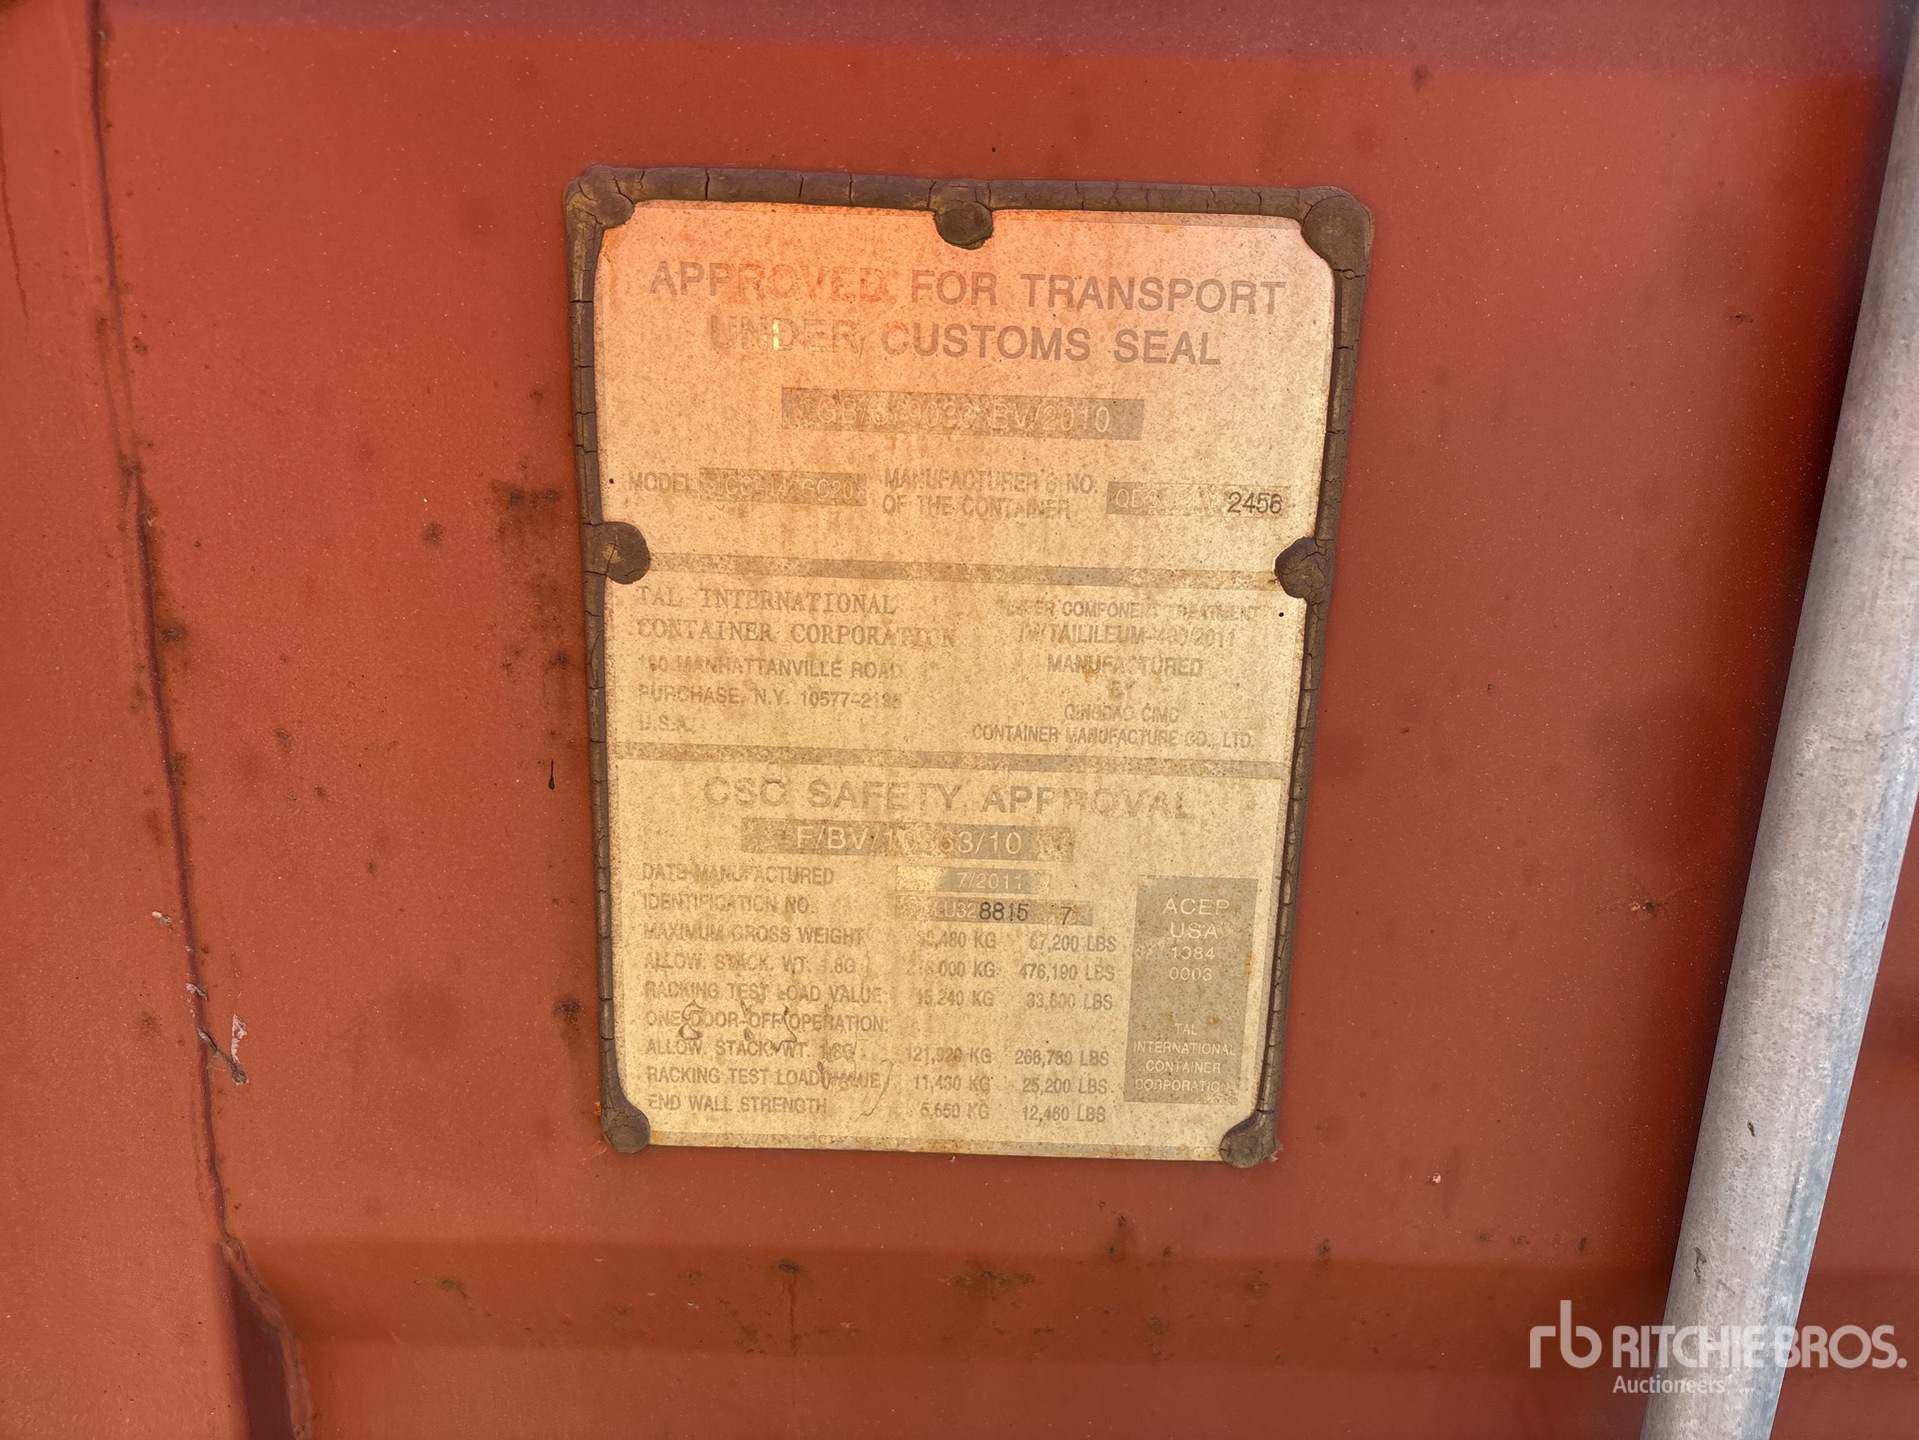 APPROVED FOR TRANSPORT
UNDER CUSTOMS SEAL
BV/2010
MODEL
MANUFACTURER'S NO.
OF THE CONTAINER
2456
TAL INTERNATIONAL
CONTAINER CORPORATION
MANHATTANVILLE ROAD
PURCHASE, N.Y.
U.S.A.
COMPONENT TREATMENT
MANUFACTURED
BY
QINGDAO CIMC
CONTAINER MANUFACTURE CO., LTD.
CSC SAFETY APPROVAL
DATE MANUFACTURED 7/2011
IDENTIFICATION NO. 8815 7
MAXIMUM GROSS WEIGHT KG 67,200 LBS
ALLOW. STACK. WT. 1.8G KG 476,190 LBS
RACKING TEST LOAD VALUE: 15,240 KG 33,600 LBS
ONE DOOR-OFF OPERATION:
ALLOW. STACK. WT. 1.8G 121,920 KG 268,780 LBS
RACKING TEST LOAD VALUE 11,430 KG 25,200 LBS
END WALL STRENGTH 5,650 KG 12,460 LBS
ACEP
USA
1384
0003
TAL
INTERNATIONAL
CONTAINER
CORPORATION
rb RITCHIE BROS.
Auctioneers